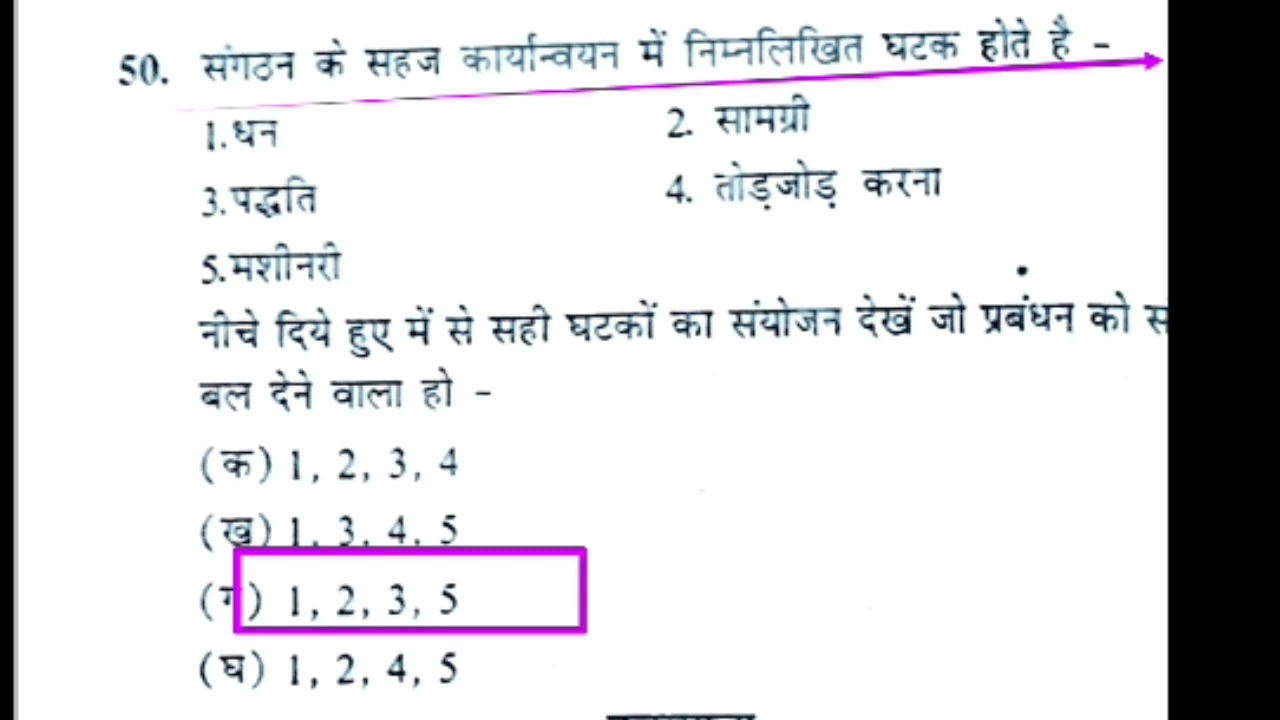 50. संगठन के सहज कार्यान्वयन में निम्नलिखित घटक होते है -
1.धन 2. सामग्री
3.पद्धति 4. तोड़जोड़ करना
5.मशीनरी
नीचे दिये हुए में से सही घटकों का संयोजन देखें जो प्रबंधन को
बल देने वाला हो -
(क) 1, 2, 3, 4
(ख) 1, 3, 4, 5
(ग) 1, 2, 3, 5
(घ) 1, 2, 4, 5